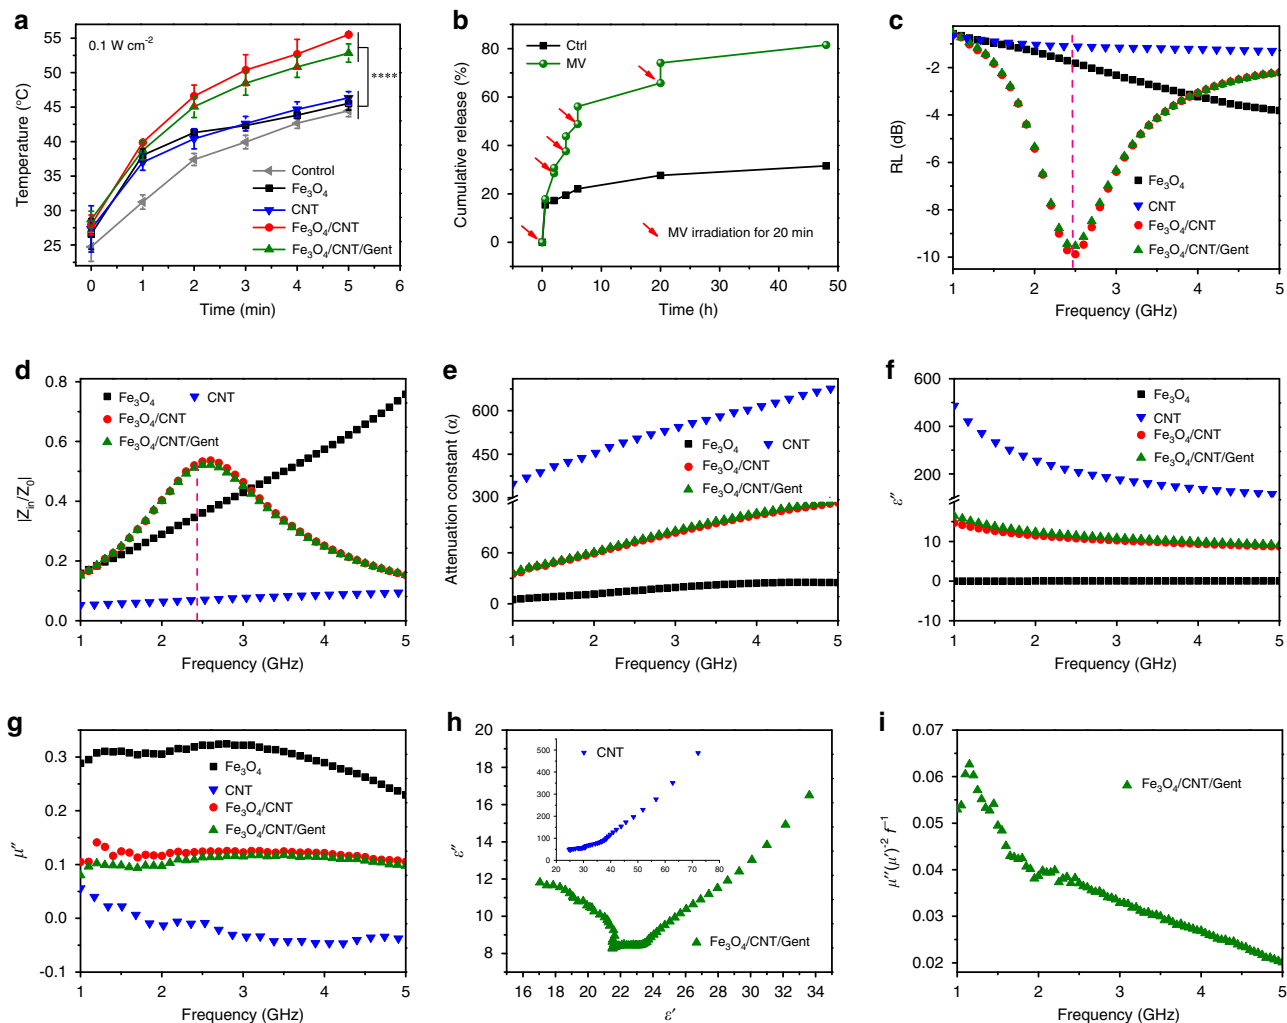 a
0.1 W cm⁻²
****
Control
Fe₃O₄
CNT
Fe₃O₄/CNT
Fe₃O₄/CNT/Gent
Temperature (°C)
55
50
45
40
35
30
25
0 1 2 3 4 5 6
Time (min)
b
Ctrl
MV
MV irradiation for 20 min
Cumulative release (%)
80
60
40
20
0
0 10 20 30 40 50
Time (h)
c
Fe₃O₄
CNT
Fe₃O₄/CNT
Fe₃O₄/CNT/Gent
RL (dB)
-2
-4
-6
-8
-10
1 2 3 4 5
Frequency (GHz)
d
Fe₃O₄ CNT
Fe₃O₄/CNT
Fe₃O₄/CNT/Gent
|Zin/Z₀|
0.8
0.6
0.4
0.2
0.0
1 2 3 4 5
Frequency (GHz)
e
Fe₃O₄ CNT
Fe₃O₄/CNT
Fe₃O₄/CNT/Gent
Attenuation constant (α)
600
450
300
60
0
1 2 3 4 5
Frequency (GHz)
f
Fe₃O₄
CNT
Fe₃O₄/CNT
Fe₃O₄/CNT/Gent
ε″
600
400
200
10
0
-10
1 2 3 4 5
Frequency (GHz)
g
Fe₃O₄
CNT
Fe₃O₄/CNT
Fe₃O₄/CNT/Gent
μ″
0.3
0.2
0.1
0.0
-0.1
1 2 3 4 5
Frequency (GHz)
h
CNT
500
400
300
200
100
0
20 30 40 50 60 70 80
Fe₃O₄/CNT/Gent
ε″
20
18
16
14
12
10
8
16 18 20 22 24 26 28 30 32 34
ε′
i
Fe₃O₄/CNT/Gent
μ″(μ′)⁻² f⁻¹
0.07
0.06
0.05
0.04
0.03
0.02
1 2 3 4 5
Frequency (GHz)